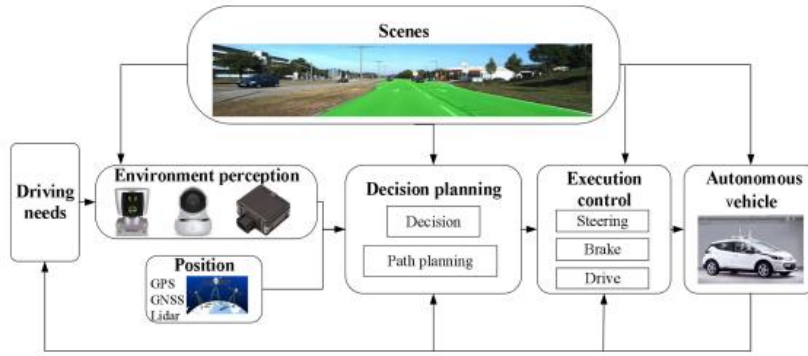 Scenes
Driving
needs
Environment perception
Position
GPS
GNSS
Lidar
Decision planning
Decision
Path planning
Execution
control
Steering
Brake
Drive
Autonomous
vehicle